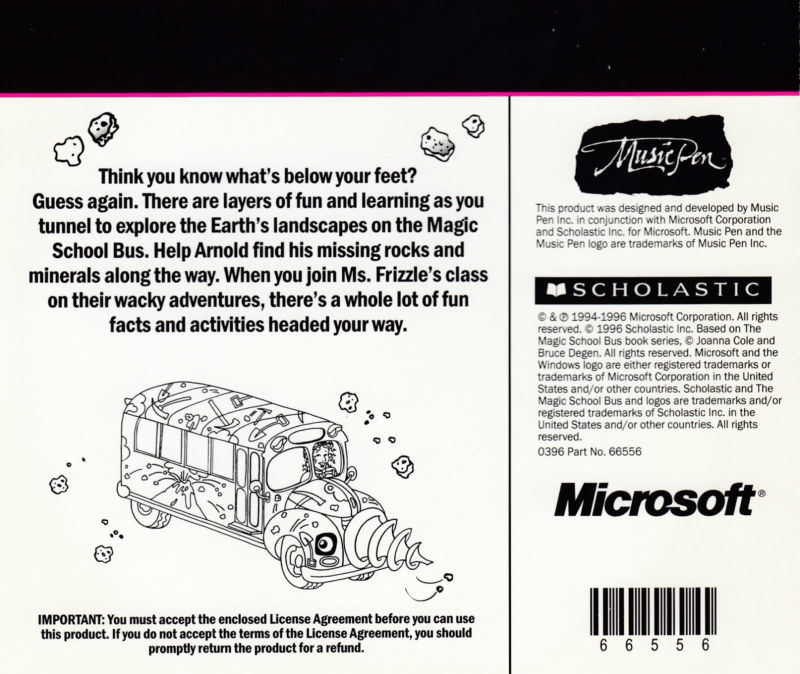 Think you know what's below your feet?
Guess again. There are layers of fun and learning as you
tunnel to explore the Earth's landscapes on the Magic
School Bus. Help Arnold find his missing rocks and
minerals along the way. When you join Ms. Frizzle's class
on their wacky adventures, there's a whole lot of fun
facts and activities headed your way.
IMPORTANT: You must accept the enclosed License Agreement before you can use
this product. If you do not accept the terms of the License Agreement, you should
promptly return the product for a refund.
Music Pen
This product was designed and developed by Music
Pen Inc. in conjunction with Microsoft Corporation
and Scholastic Inc. for Microsoft. Music Pen and the
Music Pen logo are trademarks of Music Pen Inc.
SCHOLASTIC
© & ℗ 1994-1996 Microsoft Corporation. All rights
reserved. © 1996 Scholastic Inc. Based on The
Magic School Bus book series, © Joanna Cole and
Bruce Degen. All rights reserved. Microsoft and the
Windows logo are either registered trademarks or
trademarks of Microsoft Corporation in the United
States and/or other countries. Scholastic and The
Magic School Bus and logos are trademarks and/or
registered trademarks of Scholastic Inc. in the
United States and/or other countries. All rights
reserved.
0396 Part No. 66556
Microsoft®
6 6 5 5 6